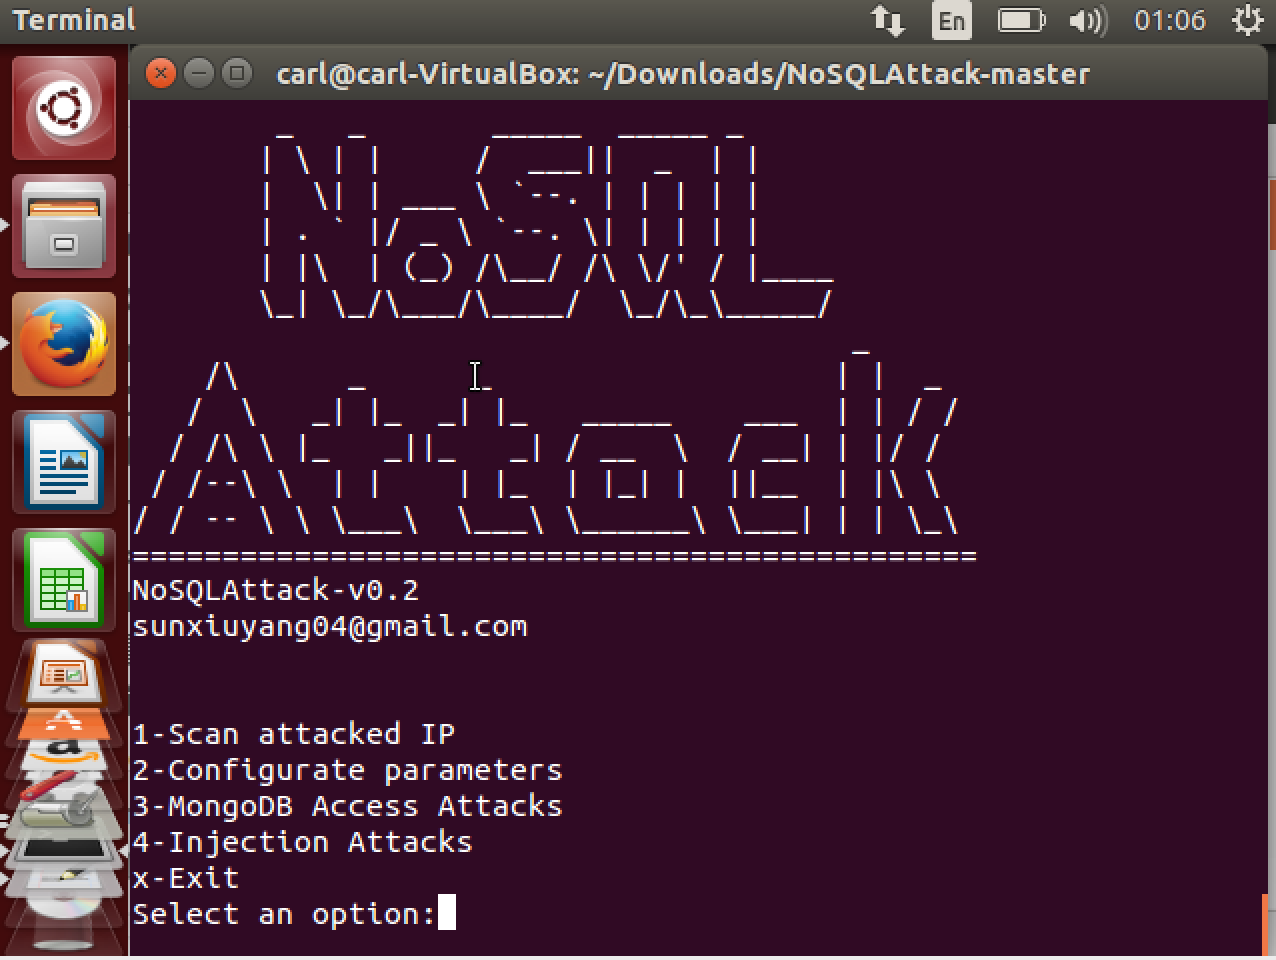 Terminal
En
01:06
carl@carl-VirtualBox: ~/Downloads/NoSQLAttack-master
NoSQL
Attack
===============================================
NoSQLAttack-v0.2
sunxiuyang04@gmail.com
1-Scan attacked IP
2-Configurate parameters
3-MongoDB Access Attacks
4-Injection Attacks
x-Exit
Select an option: